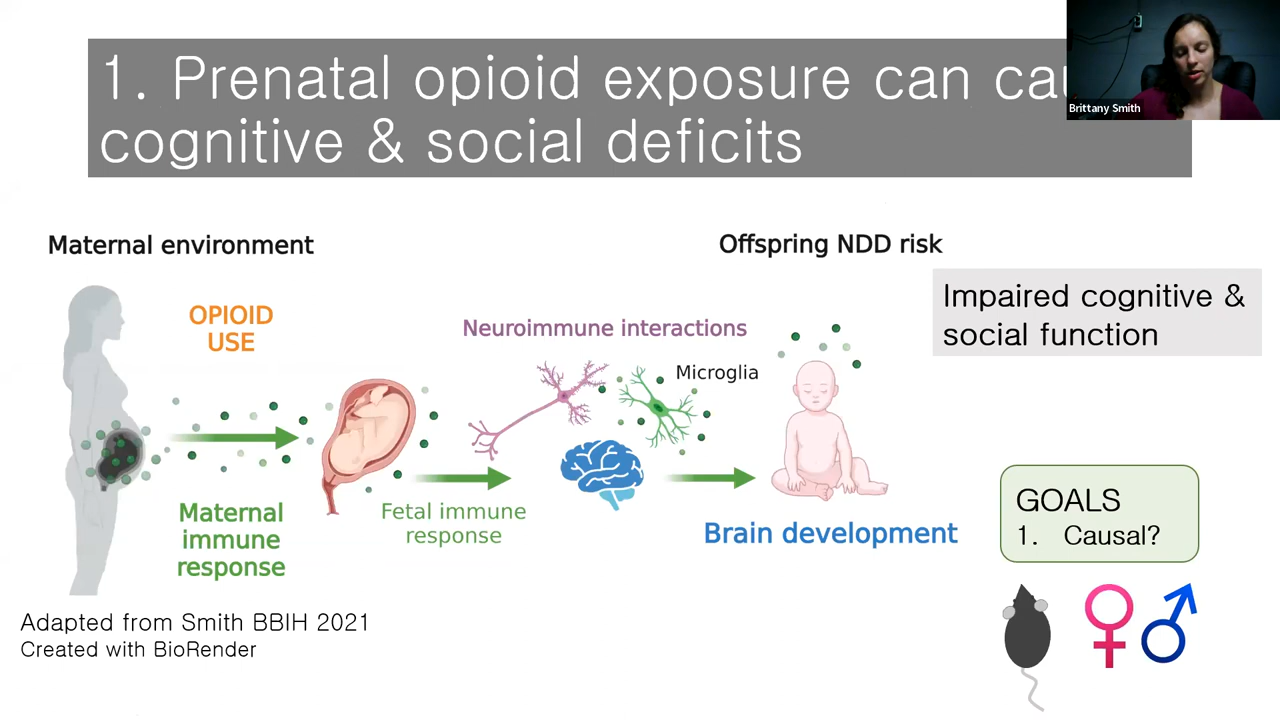 1. Prenatal opioid exposure can
cognitive & social deficits
Brittany Smith
Maternal environment
Offspring NDD risk
Impaired cognitive &
social function
OPIOID
USE
Neuroimmune interactions
Microglia
Maternal
immune
response
Fetal immune
response
Brain development
GOALS
1. Causal?
Adapted from Smith BBIH 2021
Created with BioRender